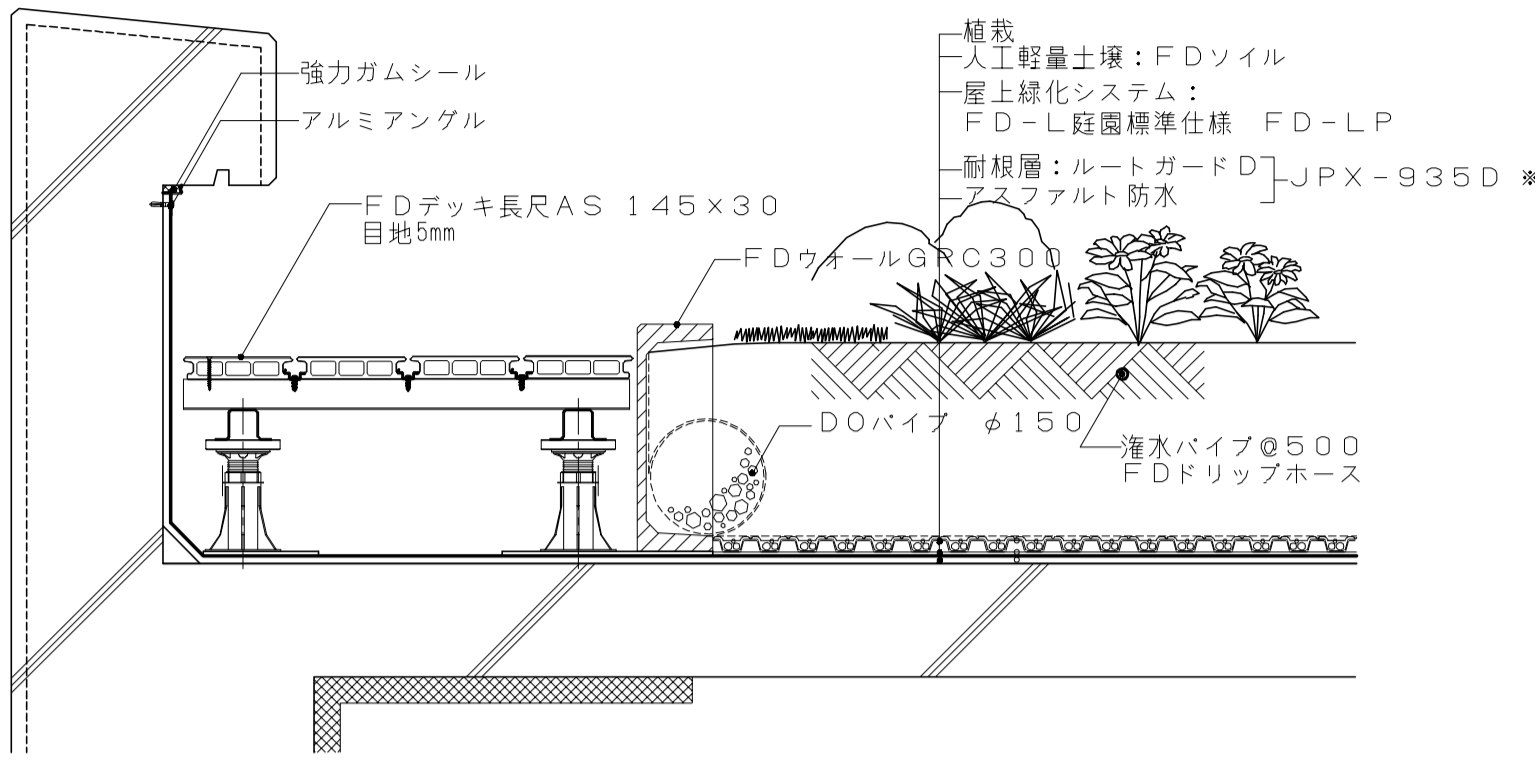 植栽
人工軽量土壌：ＦＤソイル
屋上緑化システム：
ＦＤ－Ｌ庭園標準仕様　ＦＤ－ＬＰ
耐根層：ルートガードＤ
アスファルト防水
ＪＰＸ－９３５Ｄ ※
強力ガムシール
アルミアングル
ＦＤデッキ長尺ＡＳ １４５×３０
目地5mm
ＦＤウォールＧＲＣ３００
ＤＯパイプ　φ１５０
潅水パイプ＠５００
ＦＤドリップホース